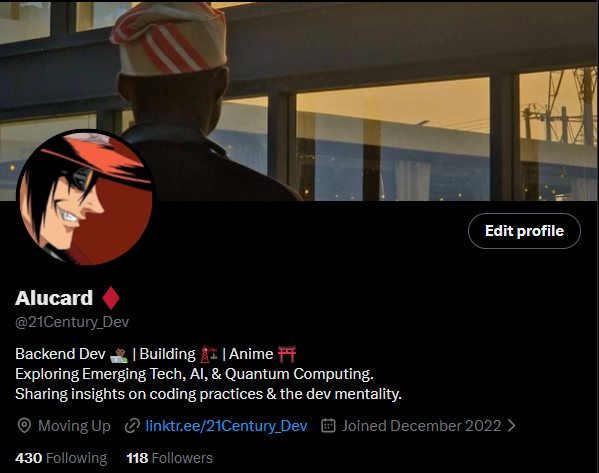 Edit profile
Alucard ♦️
@21Century_Dev
Backend Dev 👨🏾‍💻 | Building 🏗️ | Anime ⛩️
Exploring Emerging Tech, AI, & Quantum Computing.
Sharing insights on coding practices & the dev mentality.
Moving Up linktr.ee/21Century_Dev Joined December 2022
430 Following 118 Followers